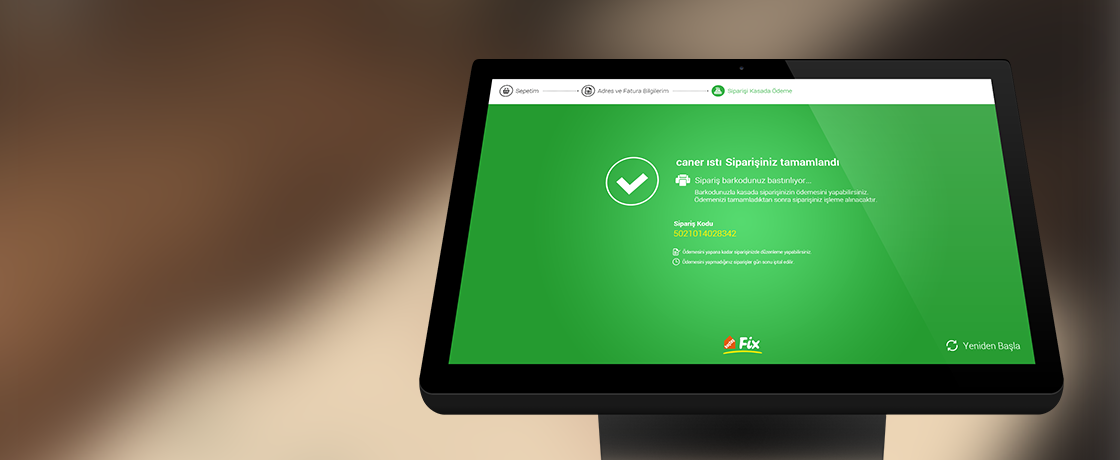 Sepetim
Adres ve Fatura Bilgilerim
Siparişi Kasada Ödeme
caner ıstı Siparişiniz tamamlandı
Sipariş barkodunuz bastırılıyor...
Barkodunuzla kasada siparişinizin ödemesini yapabilirsiniz.
Ödemenizi tamamladıktan sonra siparişiniz işleme alınacaktır.
Sipariş Kodu
5021014028342
Ödemesini yapana kadar siparişinizin düzenleme yapabilirsiniz
Ödemesini yapmadığınız siparişler gün sonu iptal edilir.
Fix
Yeniden Başla